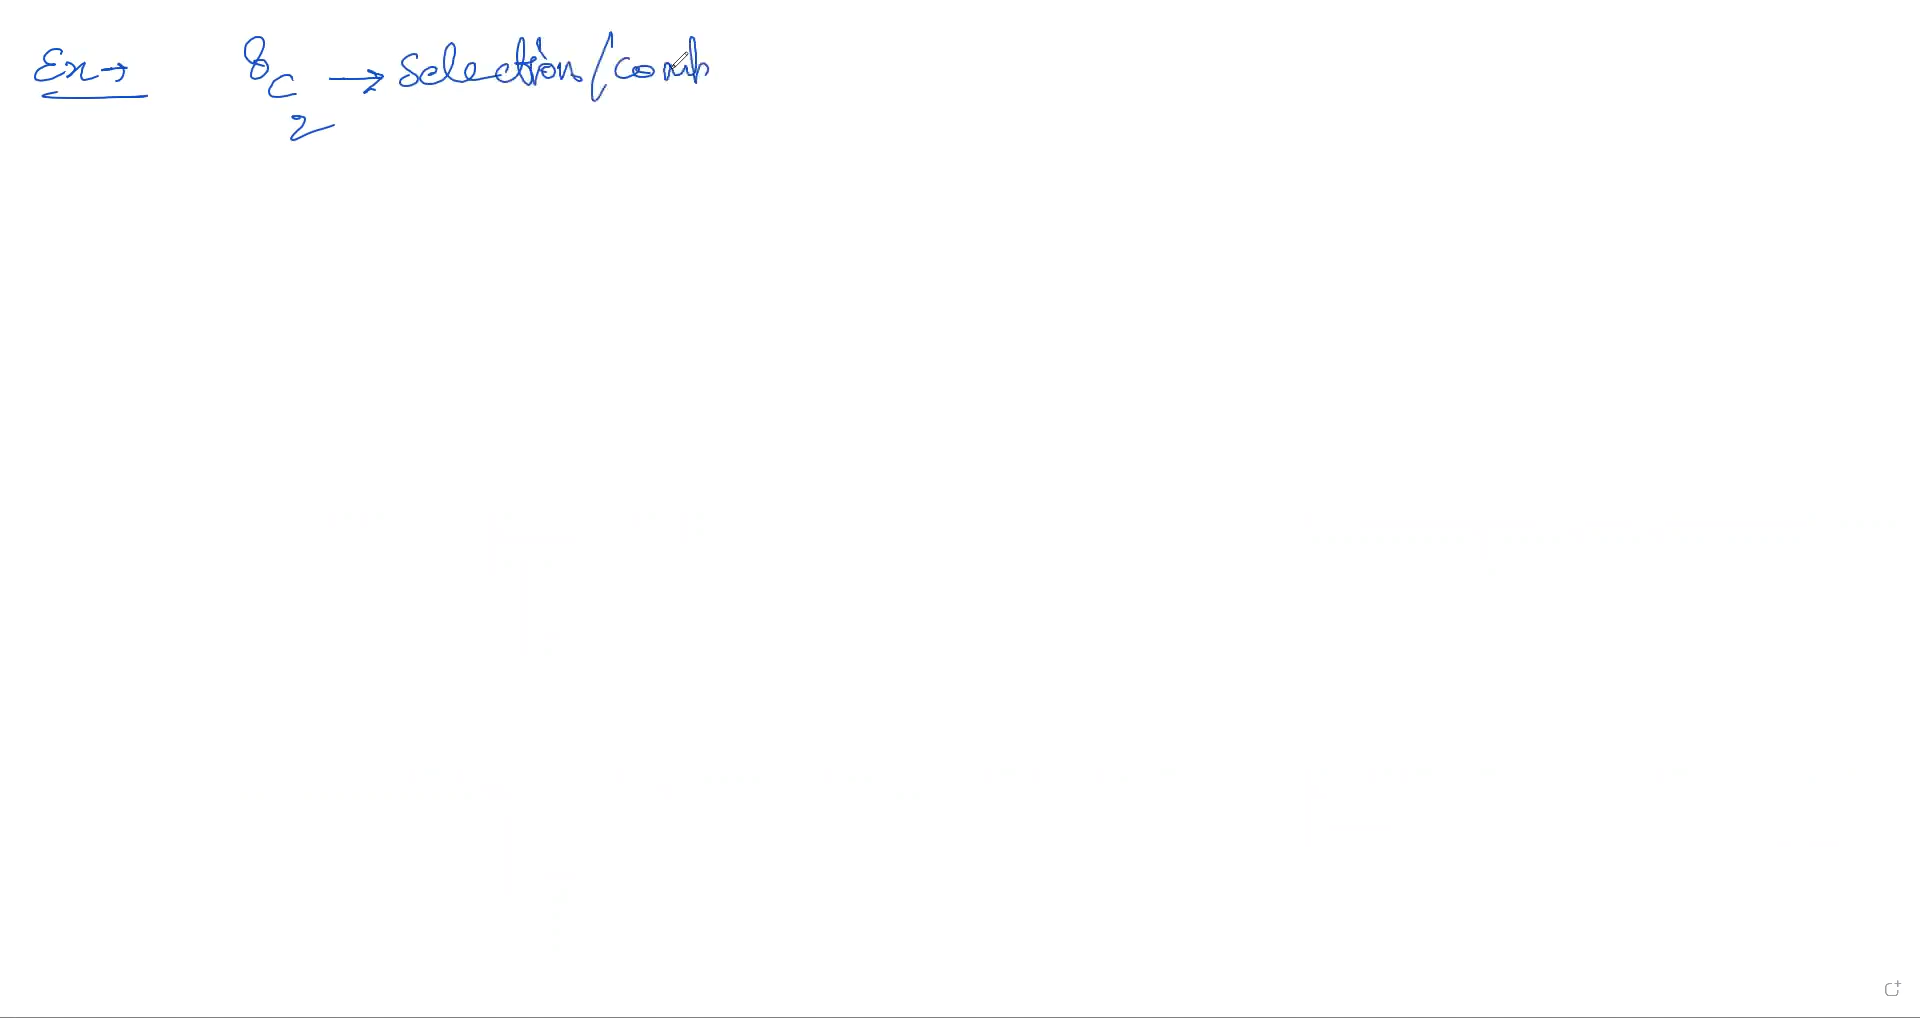 Ex→ 8C2 → Selection/comb